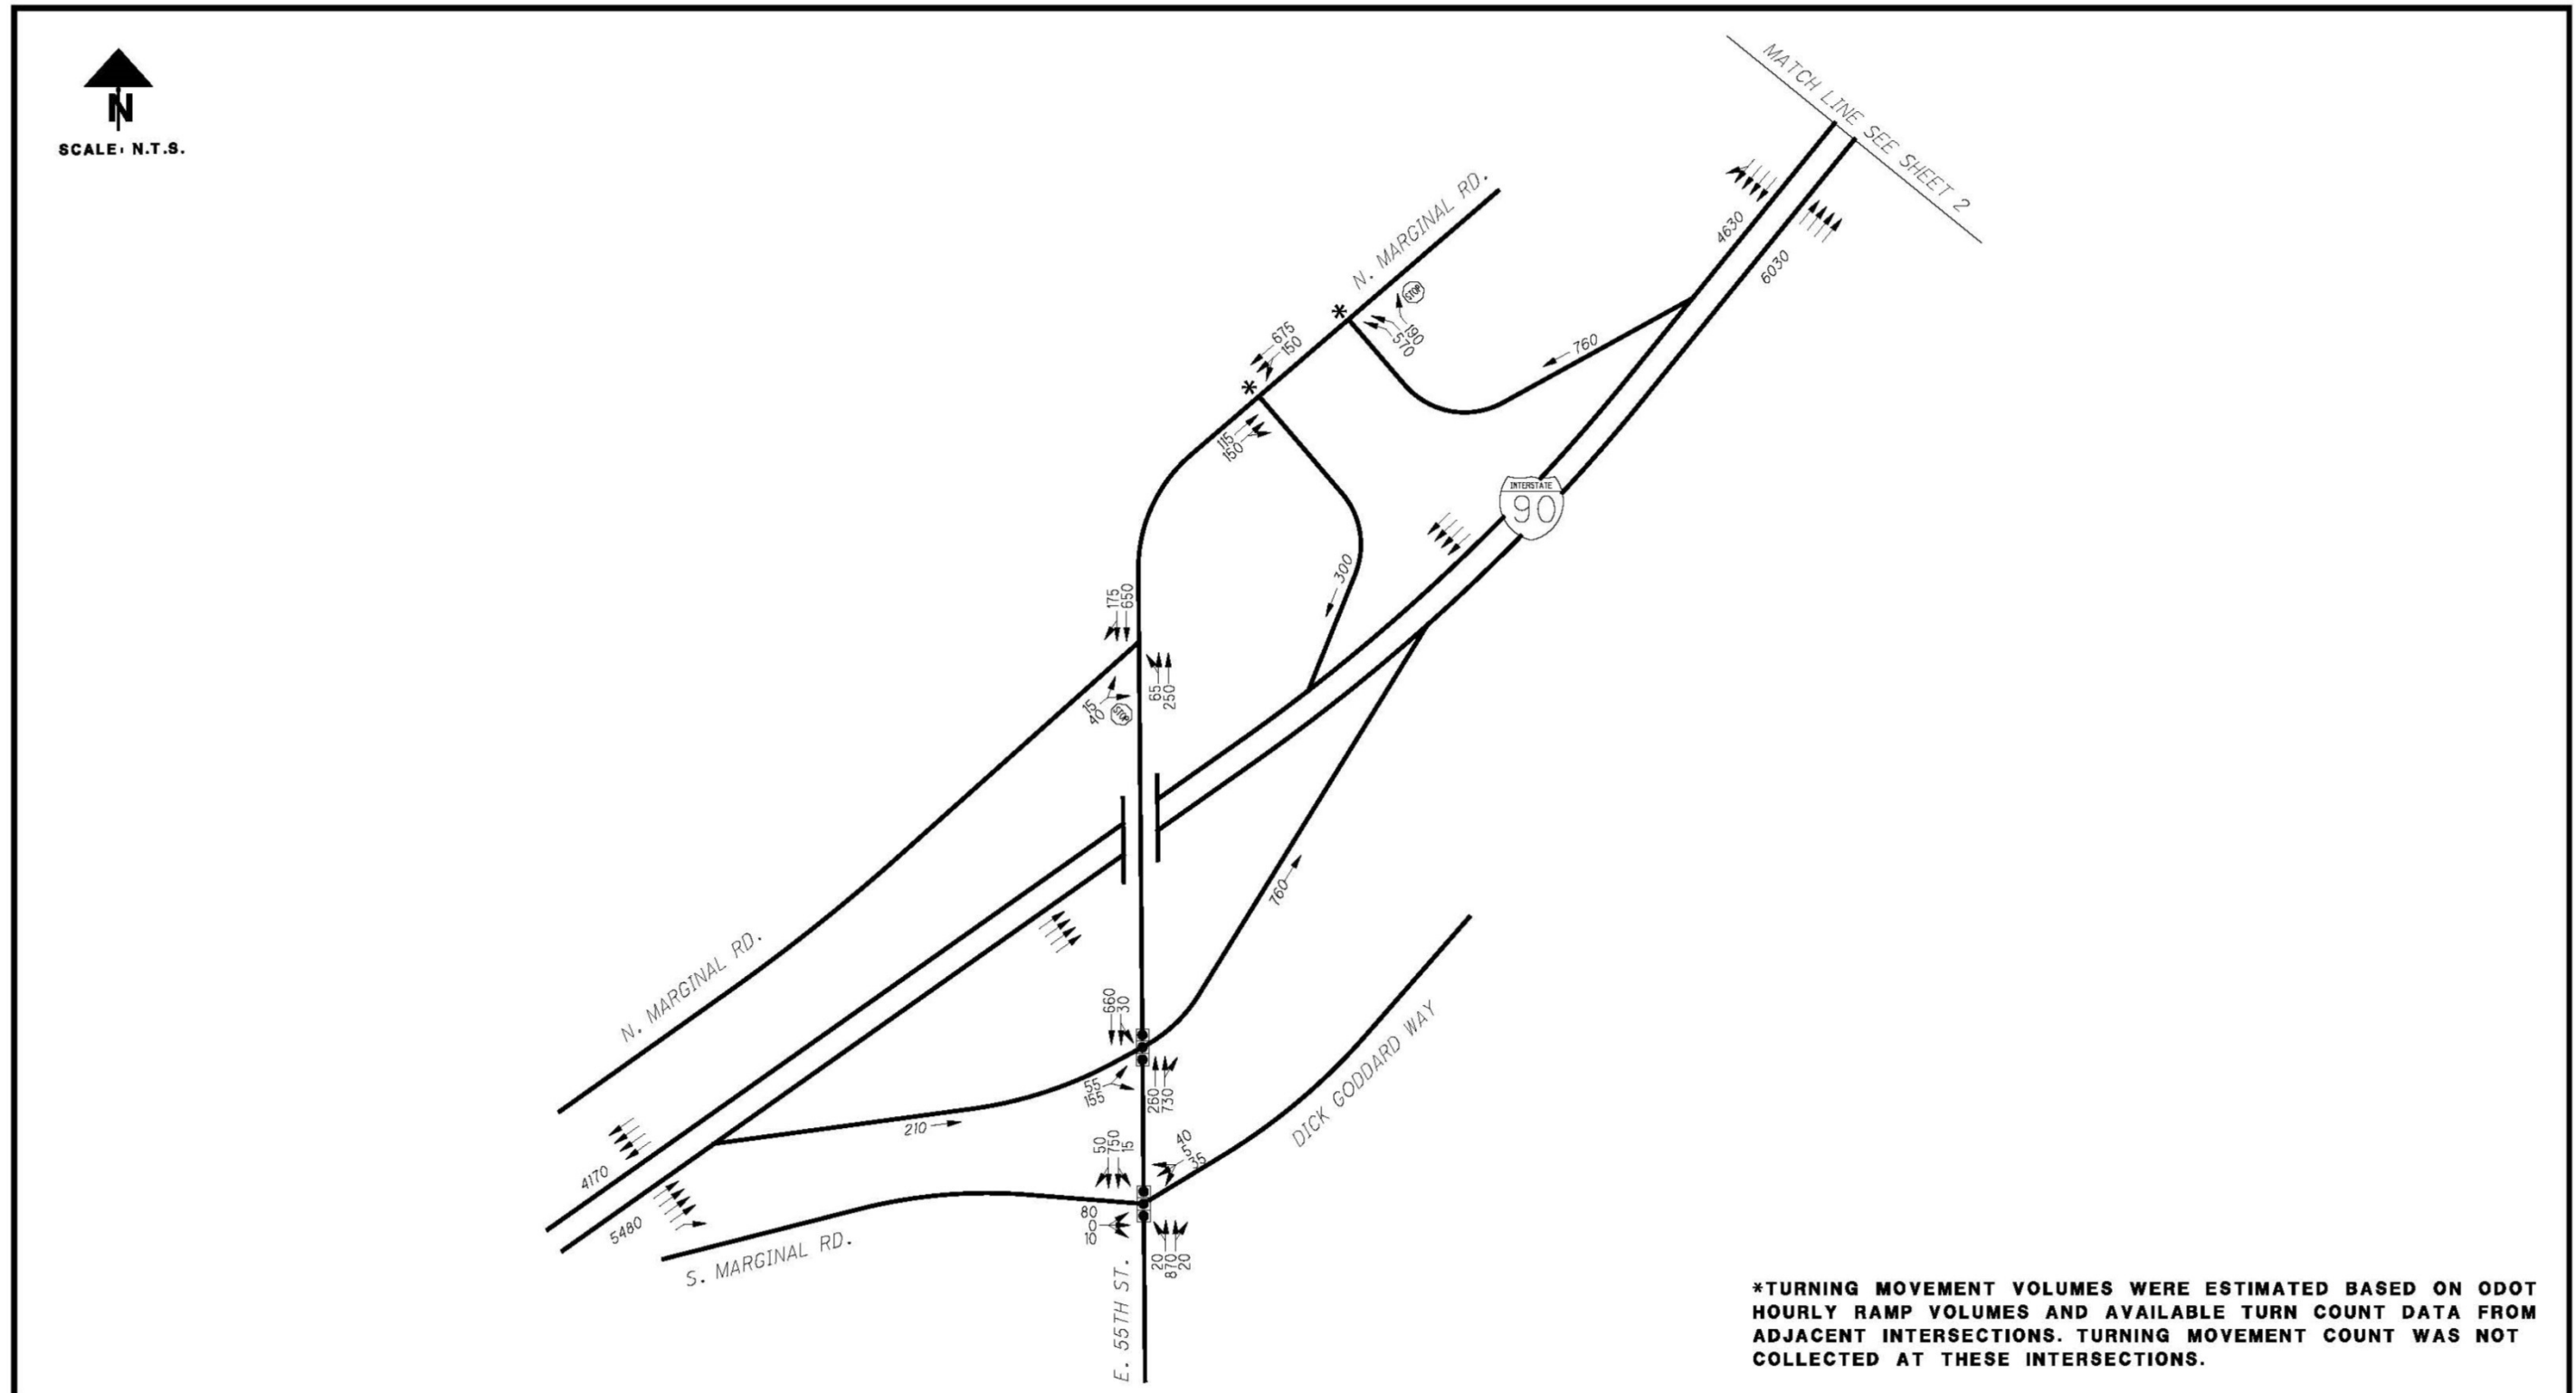 N
SCALE: N.T.S.
MATCH LINE SEE SHEET 2
4630
6030
N. MARGINAL RD.
STOP
*
190
570
760
675
150
*
115
150
INTERSTATE
90
300
175
650
65
250
15
40
STOP
760
N. MARGINAL RD.
660
30
55
155
260
730
DICK GODDARD WAY
210
50
750
15
40
5
35
4170
5480
80
0
10
S. MARGINAL RD.
20
870
20
E. 55TH ST.
*TURNING MOVEMENT VOLUMES WERE ESTIMATED BASED ON ODOT
HOURLY RAMP VOLUMES AND AVAILABLE TURN COUNT DATA FROM
ADJACENT INTERSECTIONS. TURNING MOVEMENT COUNT WAS NOT
COLLECTED AT THESE INTERSECTIONS.